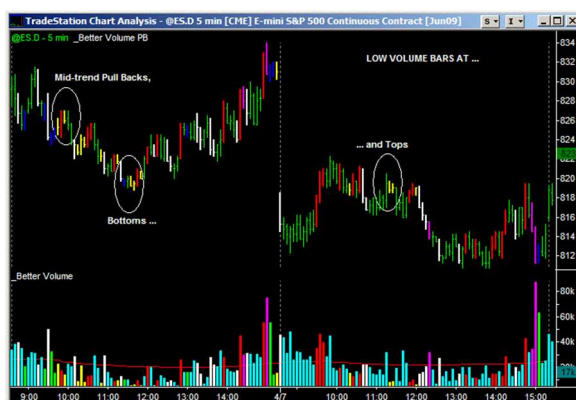 TradeStation Chart Analysis - @ES.D 5 min [CME] E-mini S&P 500 Continuous Contract [Jun09]
S I
@ES.D - 5 min _Better Volume PB
LOW VOLUME BARS AT ...
Mid-trend Pull Backs,
... and Tops
Bottoms ...
834
832
830
828
826
824
820
818
816
814
812
_Better Volume
80k
60k
40k
17k
9:00 10:00 11:00 12:00 13:00 14:00 4/7 10:00 11:00 12:00 13:00 14:00 15:00